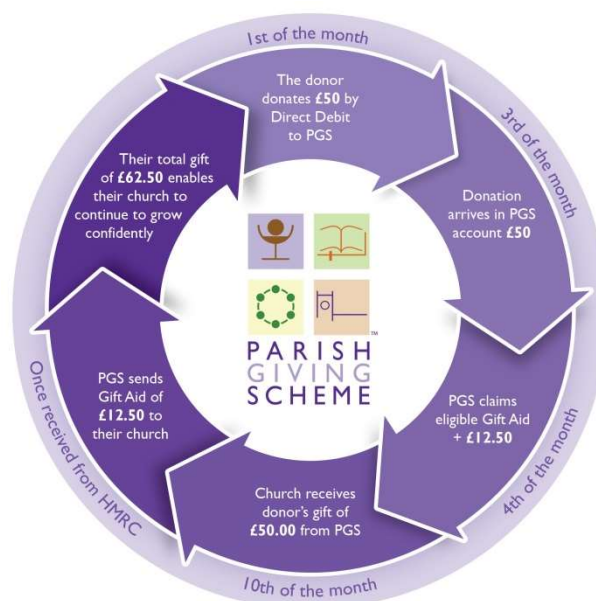 1st of the month
The donor
donates £50 by
Direct Debit
to PGS
3rd of the month
Donation
arrives in PGS
account £50
4th of the month
PGS claims
eligible Gift Aid
+ £12.50
10th of the month
Church receives
donor's gift of
£50.00 from PGS
Once received from HMRC
PGS sends
Gift Aid of
£12.50 to
their church
Their total gift
of £62.50 enables
their church to
continue to grow
confidently
PARISH
GIVING
SCHEME
TM